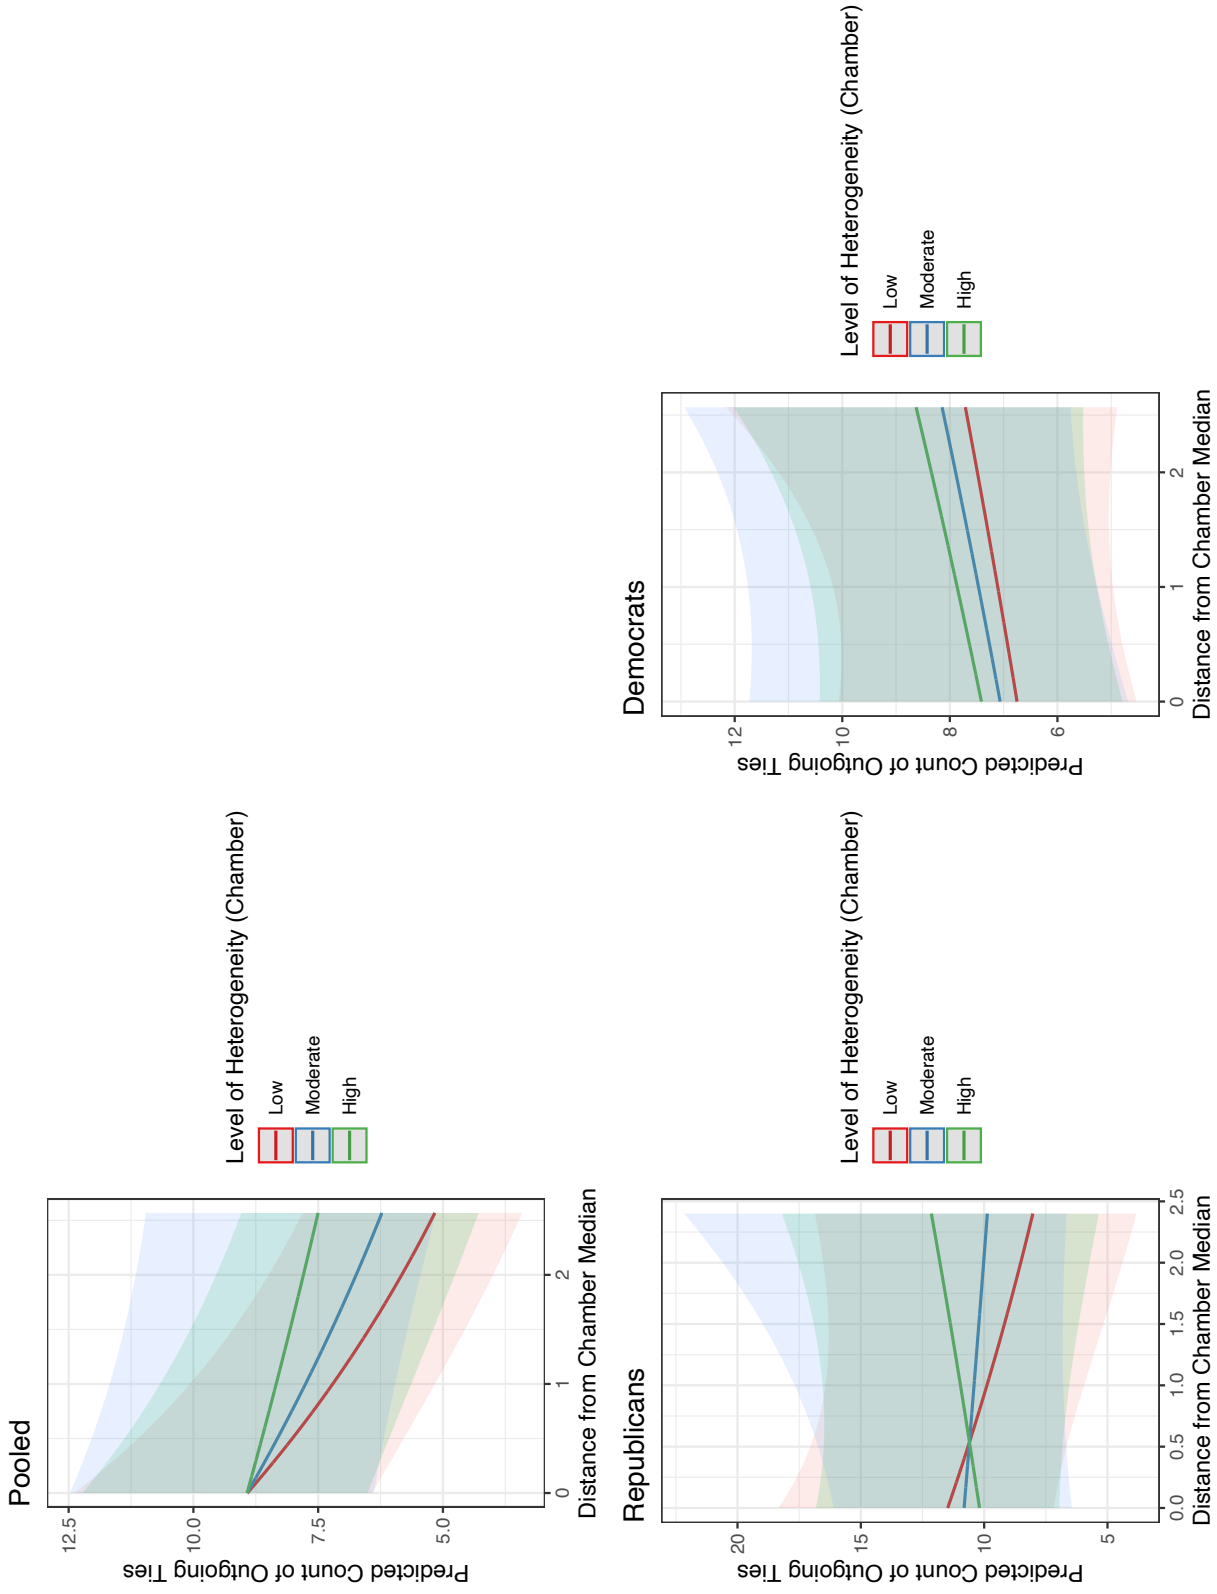 Pooled
Predicted Count of Outgoing Ties
12.5
10.0
7.5
5.0
0
1
2
Distance from Chamber Median
Level of Heterogeneity (Chamber)
Low
Moderate
High
Republicans
Predicted Count of Outgoing Ties
20
15
10
5
0.0
0.5
1.0
1.5
2.0
2.5
Distance from Chamber Median
Level of Heterogeneity (Chamber)
Low
Moderate
High
Democrats
Predicted Count of Outgoing Ties
12
10
8
6
0
1
2
Distance from Chamber Median
Level of Heterogeneity (Chamber)
Low
Moderate
High